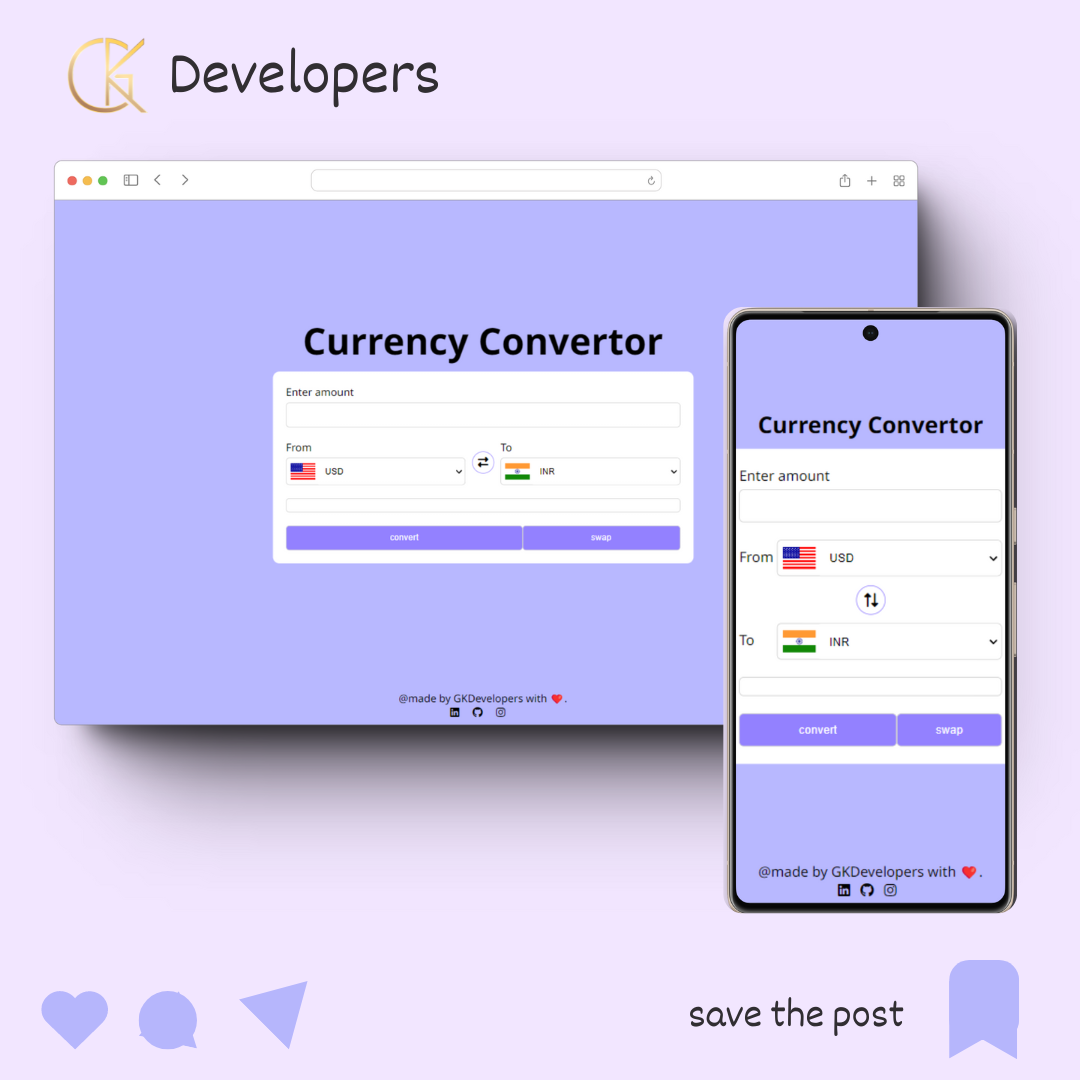 GK Developers
Currency Convertor
Enter amount
From To
USD INR
convert swap
@made by GKDevelopers with ❤️ .
Currency Convertor
Enter amount
From USD
To INR
convert swap
@made by GKDevelopers with ❤️ .
save the post